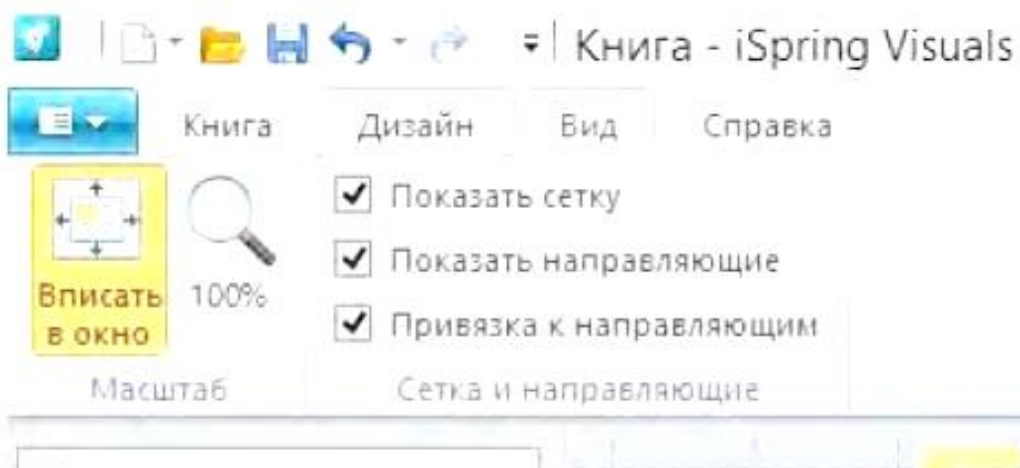 Книга - iSpring Visuals
Книга Дизайн Вид Справка
Показать сетку
Показать направляющие
Привязка к направляющим
Вписать в окно
100%
Масштаб
Сетка и направляющие